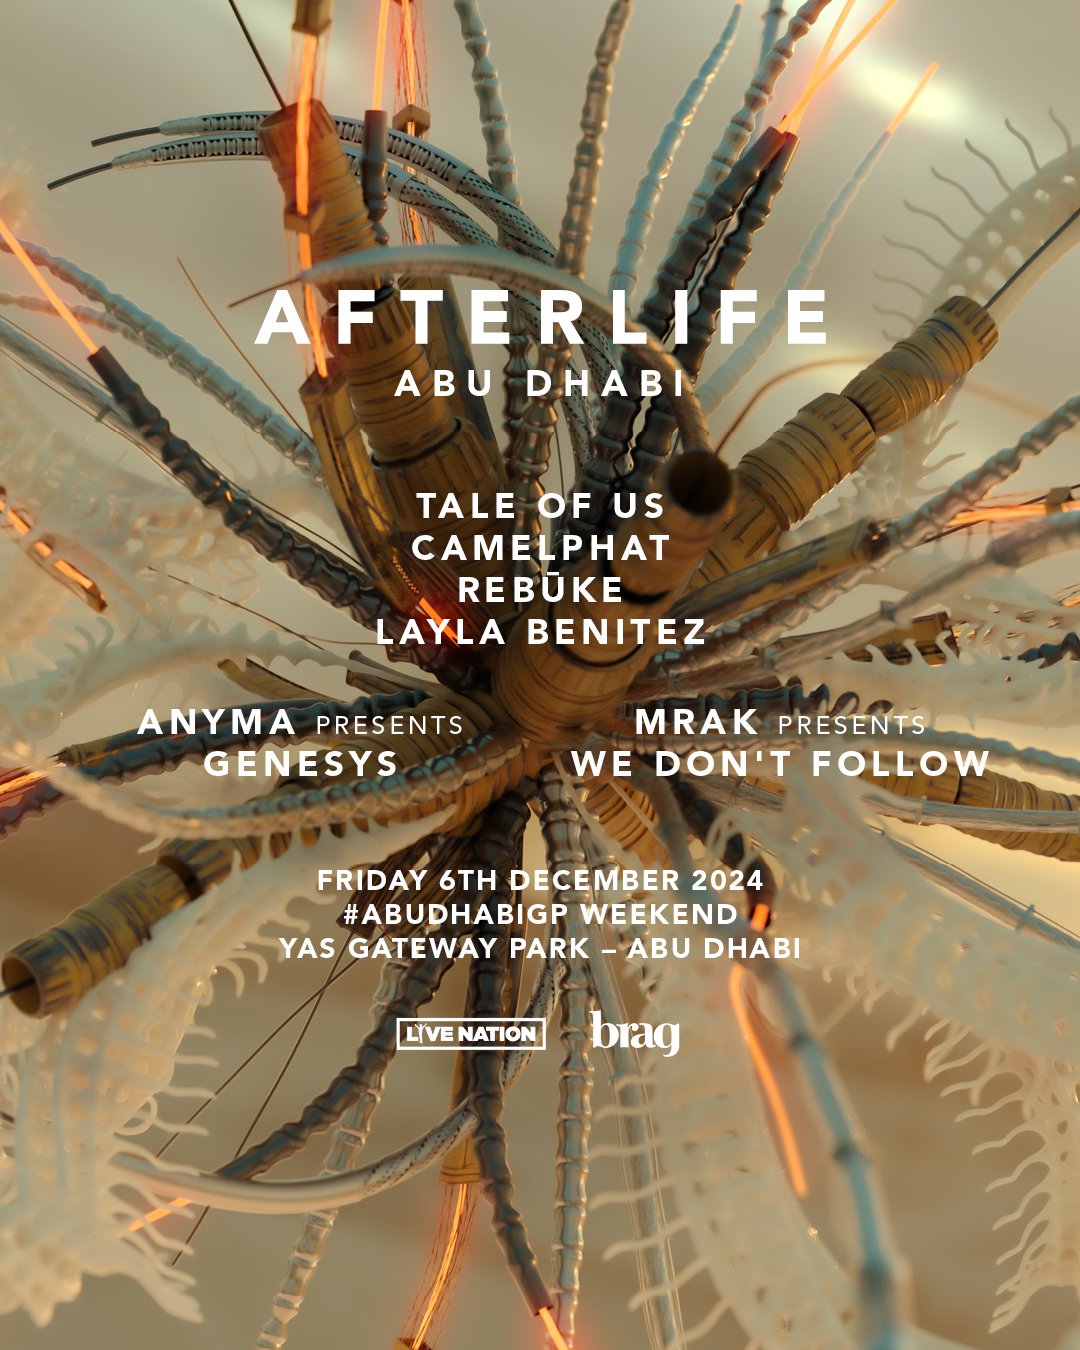 AFTERLIFE
ABU DHABI
TALE OF US
CAMELPHAT
REBŪKE
LAYLA BENITEZ
ANYMA PRESENTS
GENESYS
MRAK PRESENTS
WE DON'T FOLLOW
FRIDAY 6TH DECEMBER 2024
#ABUDHABIGP WEEKEND
YAS GATEWAY PARK – ABU DHABI
LIVE NATION
brag